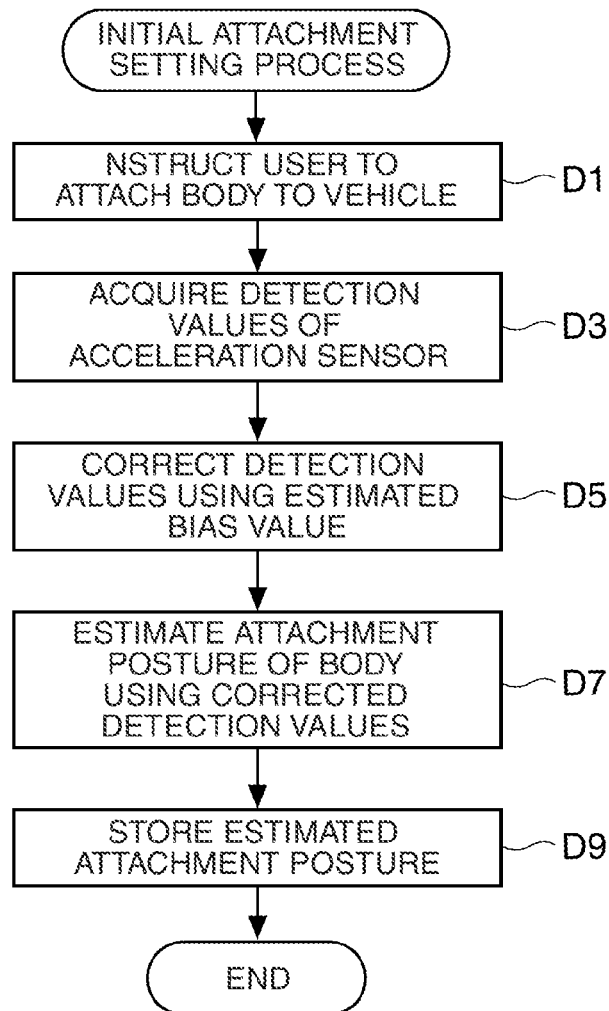 INITIAL ATTACHMENT
SETTING PROCESS
NSTRUCT USER TO
ATTACH BODY TO VEHICLE
D1
ACQUIRE DETECTION
VALUES OF
ACCELERATION SENSOR
D3
CORRECT DETECTION
VALUES USING ESTIMATED
BIAS VALUE
D5
ESTIMATE ATTACHMENT
POSTURE OF BODY
USING CORRECTED
DETECTION VALUES
D7
STORE ESTIMATED
ATTACHMENT POSTURE
D9
END